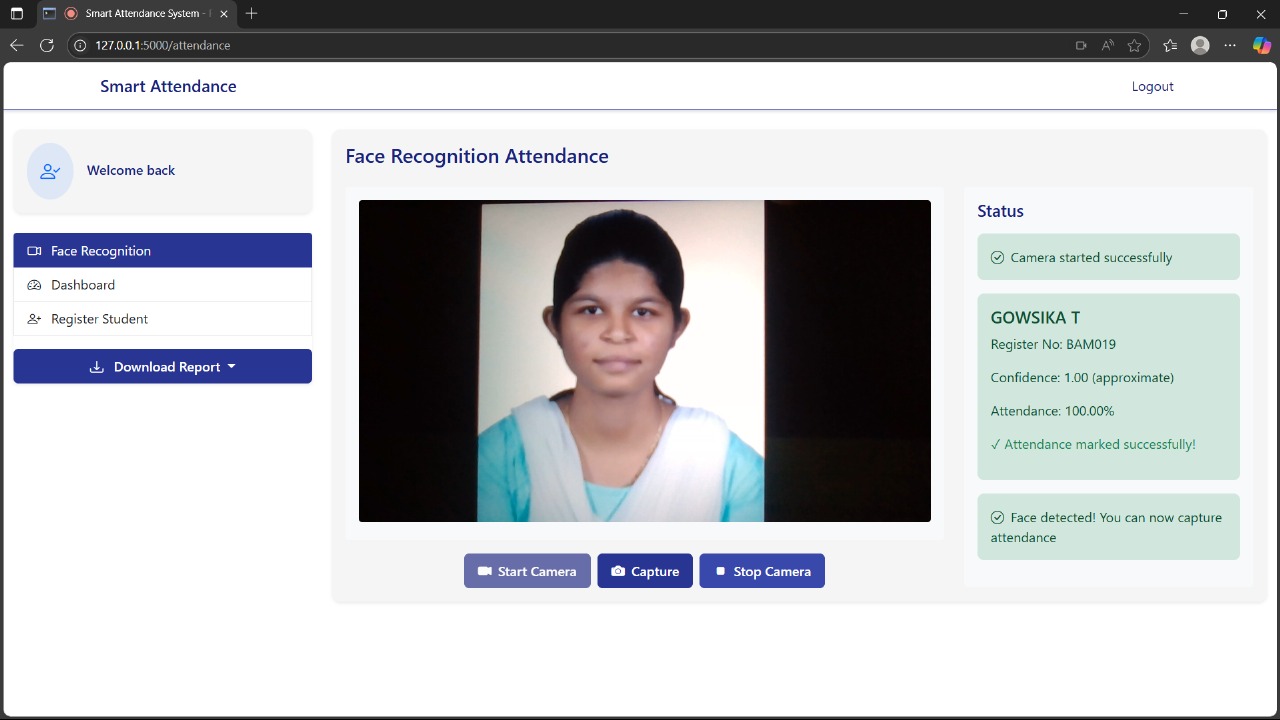 Smart Attendance System - 
127.0.0.1:5000/attendance
Smart Attendance
Logout
Welcome back
Face Recognition
Dashboard
Register Student
Download Report
Face Recognition Attendance
Start Camera
Capture
Stop Camera
Status
Camera started successfully
GOWSIKA T
Register No: BAM019
Confidence: 1.00 (approximate)
Attendance: 100.00%
✓ Attendance marked successfully!
Face detected! You can now capture
attendance